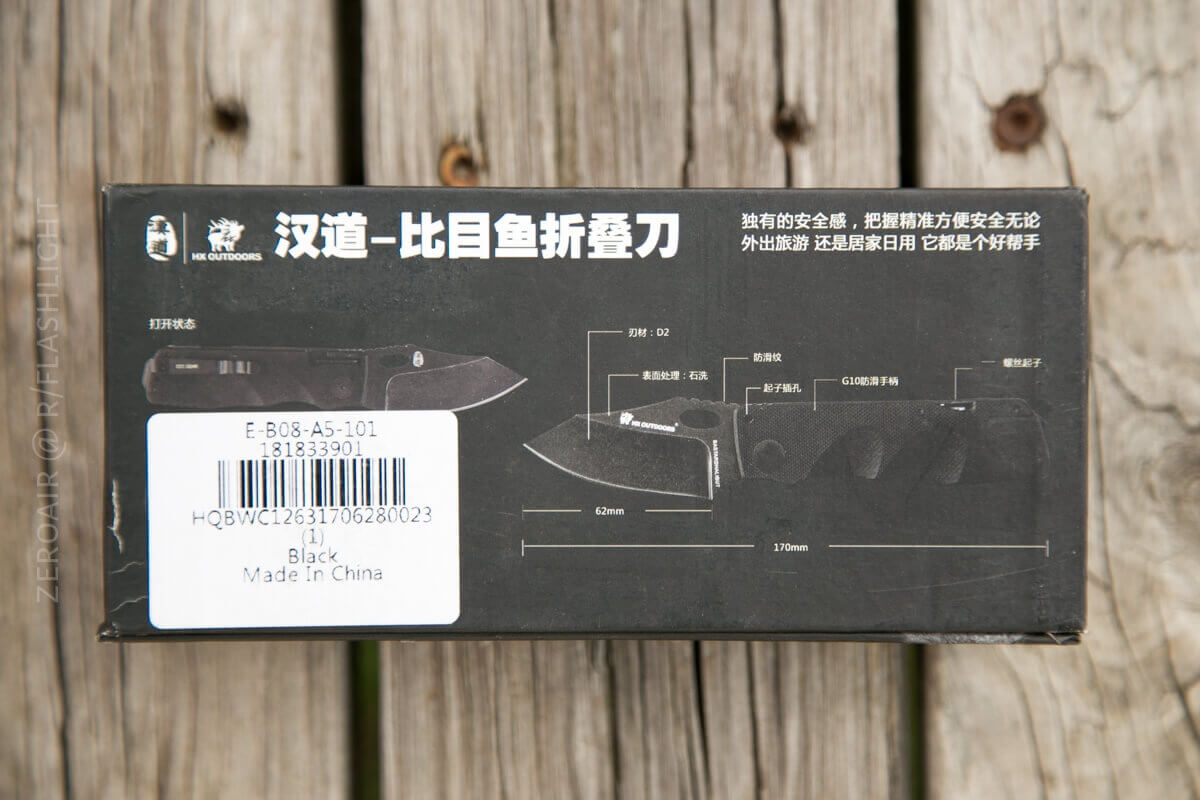 漢道 HX OUTDOORS 汉道-比目鱼折叠刀
独有的安全感，把握精准方便安全无论
外出旅游 还是居家日用 它都是个好帮手
打开状态
刃材：D2
表面处理：石洗
防滑纹
起子插孔
G10防滑手柄
螺丝起子
HX OUTDOORS®
62mm
170mm
E-B08-A5-101
181833901
HQBWC12631706280023
(1)
Black
Made In China
ZEROAIR @ R/FLASHLIGHT